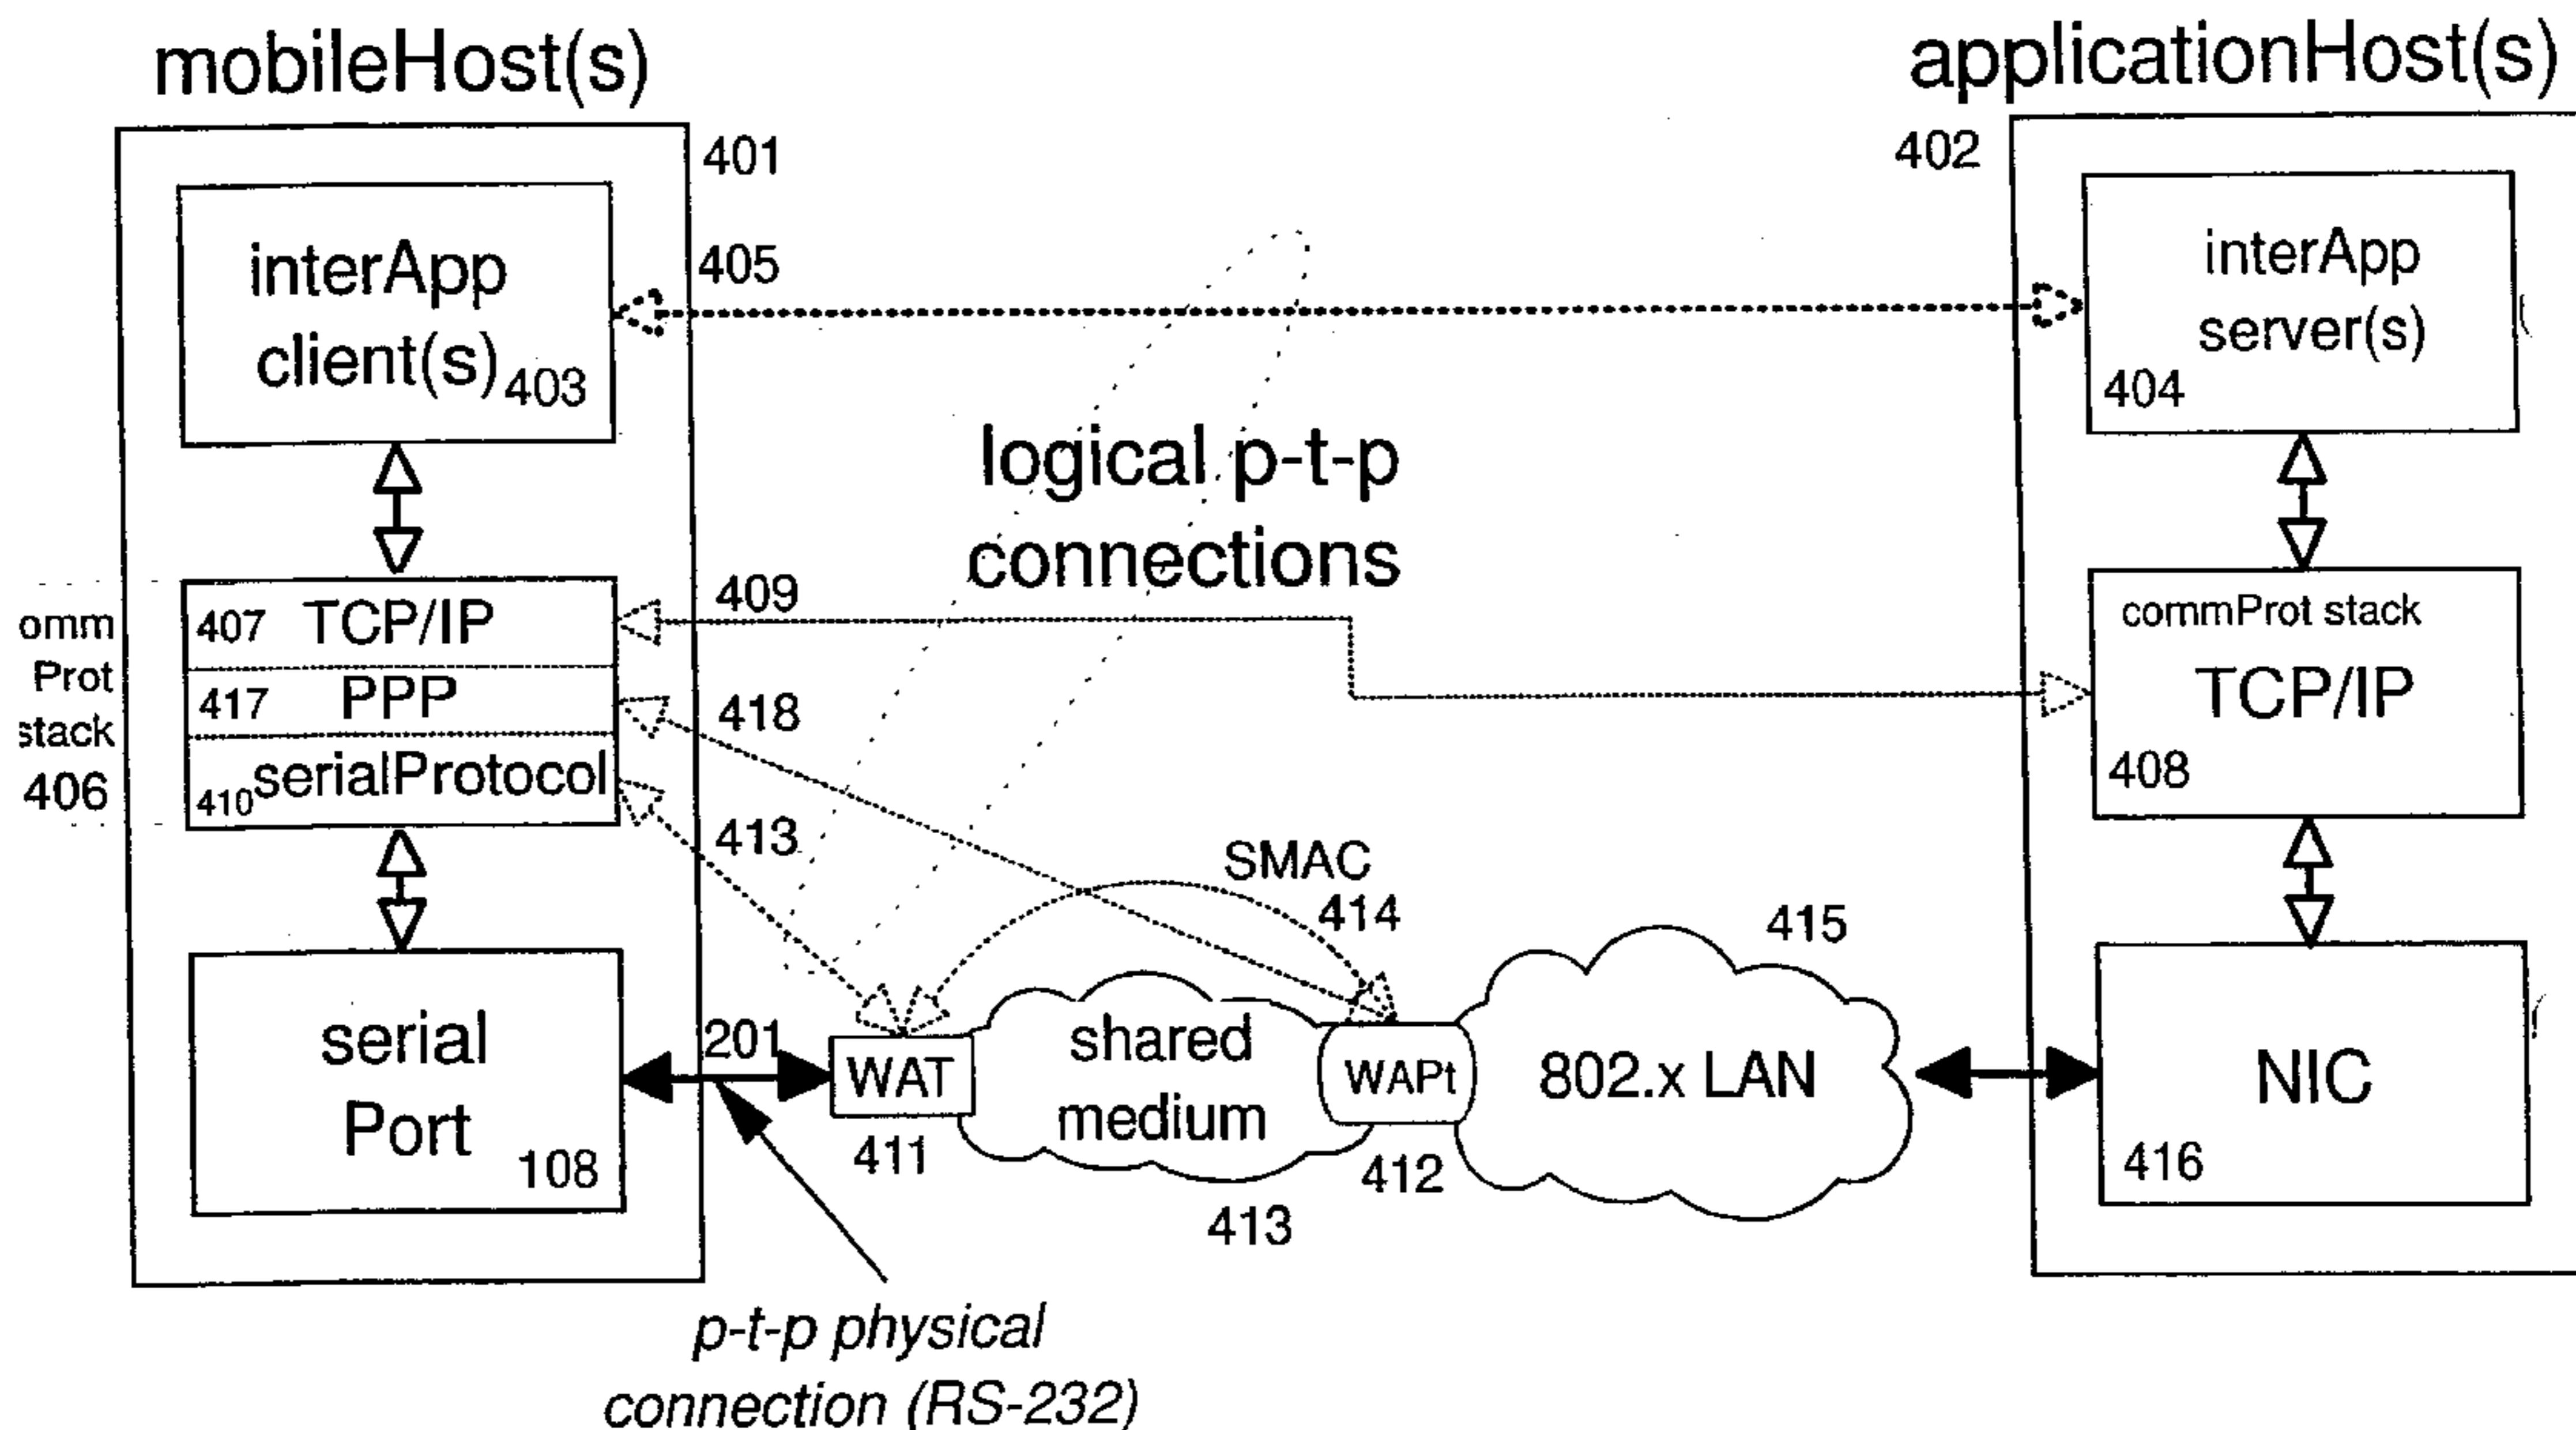 mobileHost(s)
applicationHost(s)
401
402
interApp
client(s)
403
405
interApp
server(s)
404
logical p-t-p
connections
omm
Prot
stack
406
407 TCP/IP
417 PPP
410 serialProtocol
409
418
413
commProt stack
TCP/IP
408
SMAC
414
415
serial
Port
108
201
WAT
411
shared
medium
413
WAPt
412
802.x LAN
NIC
416
p-t-p physical
connection (RS-232)